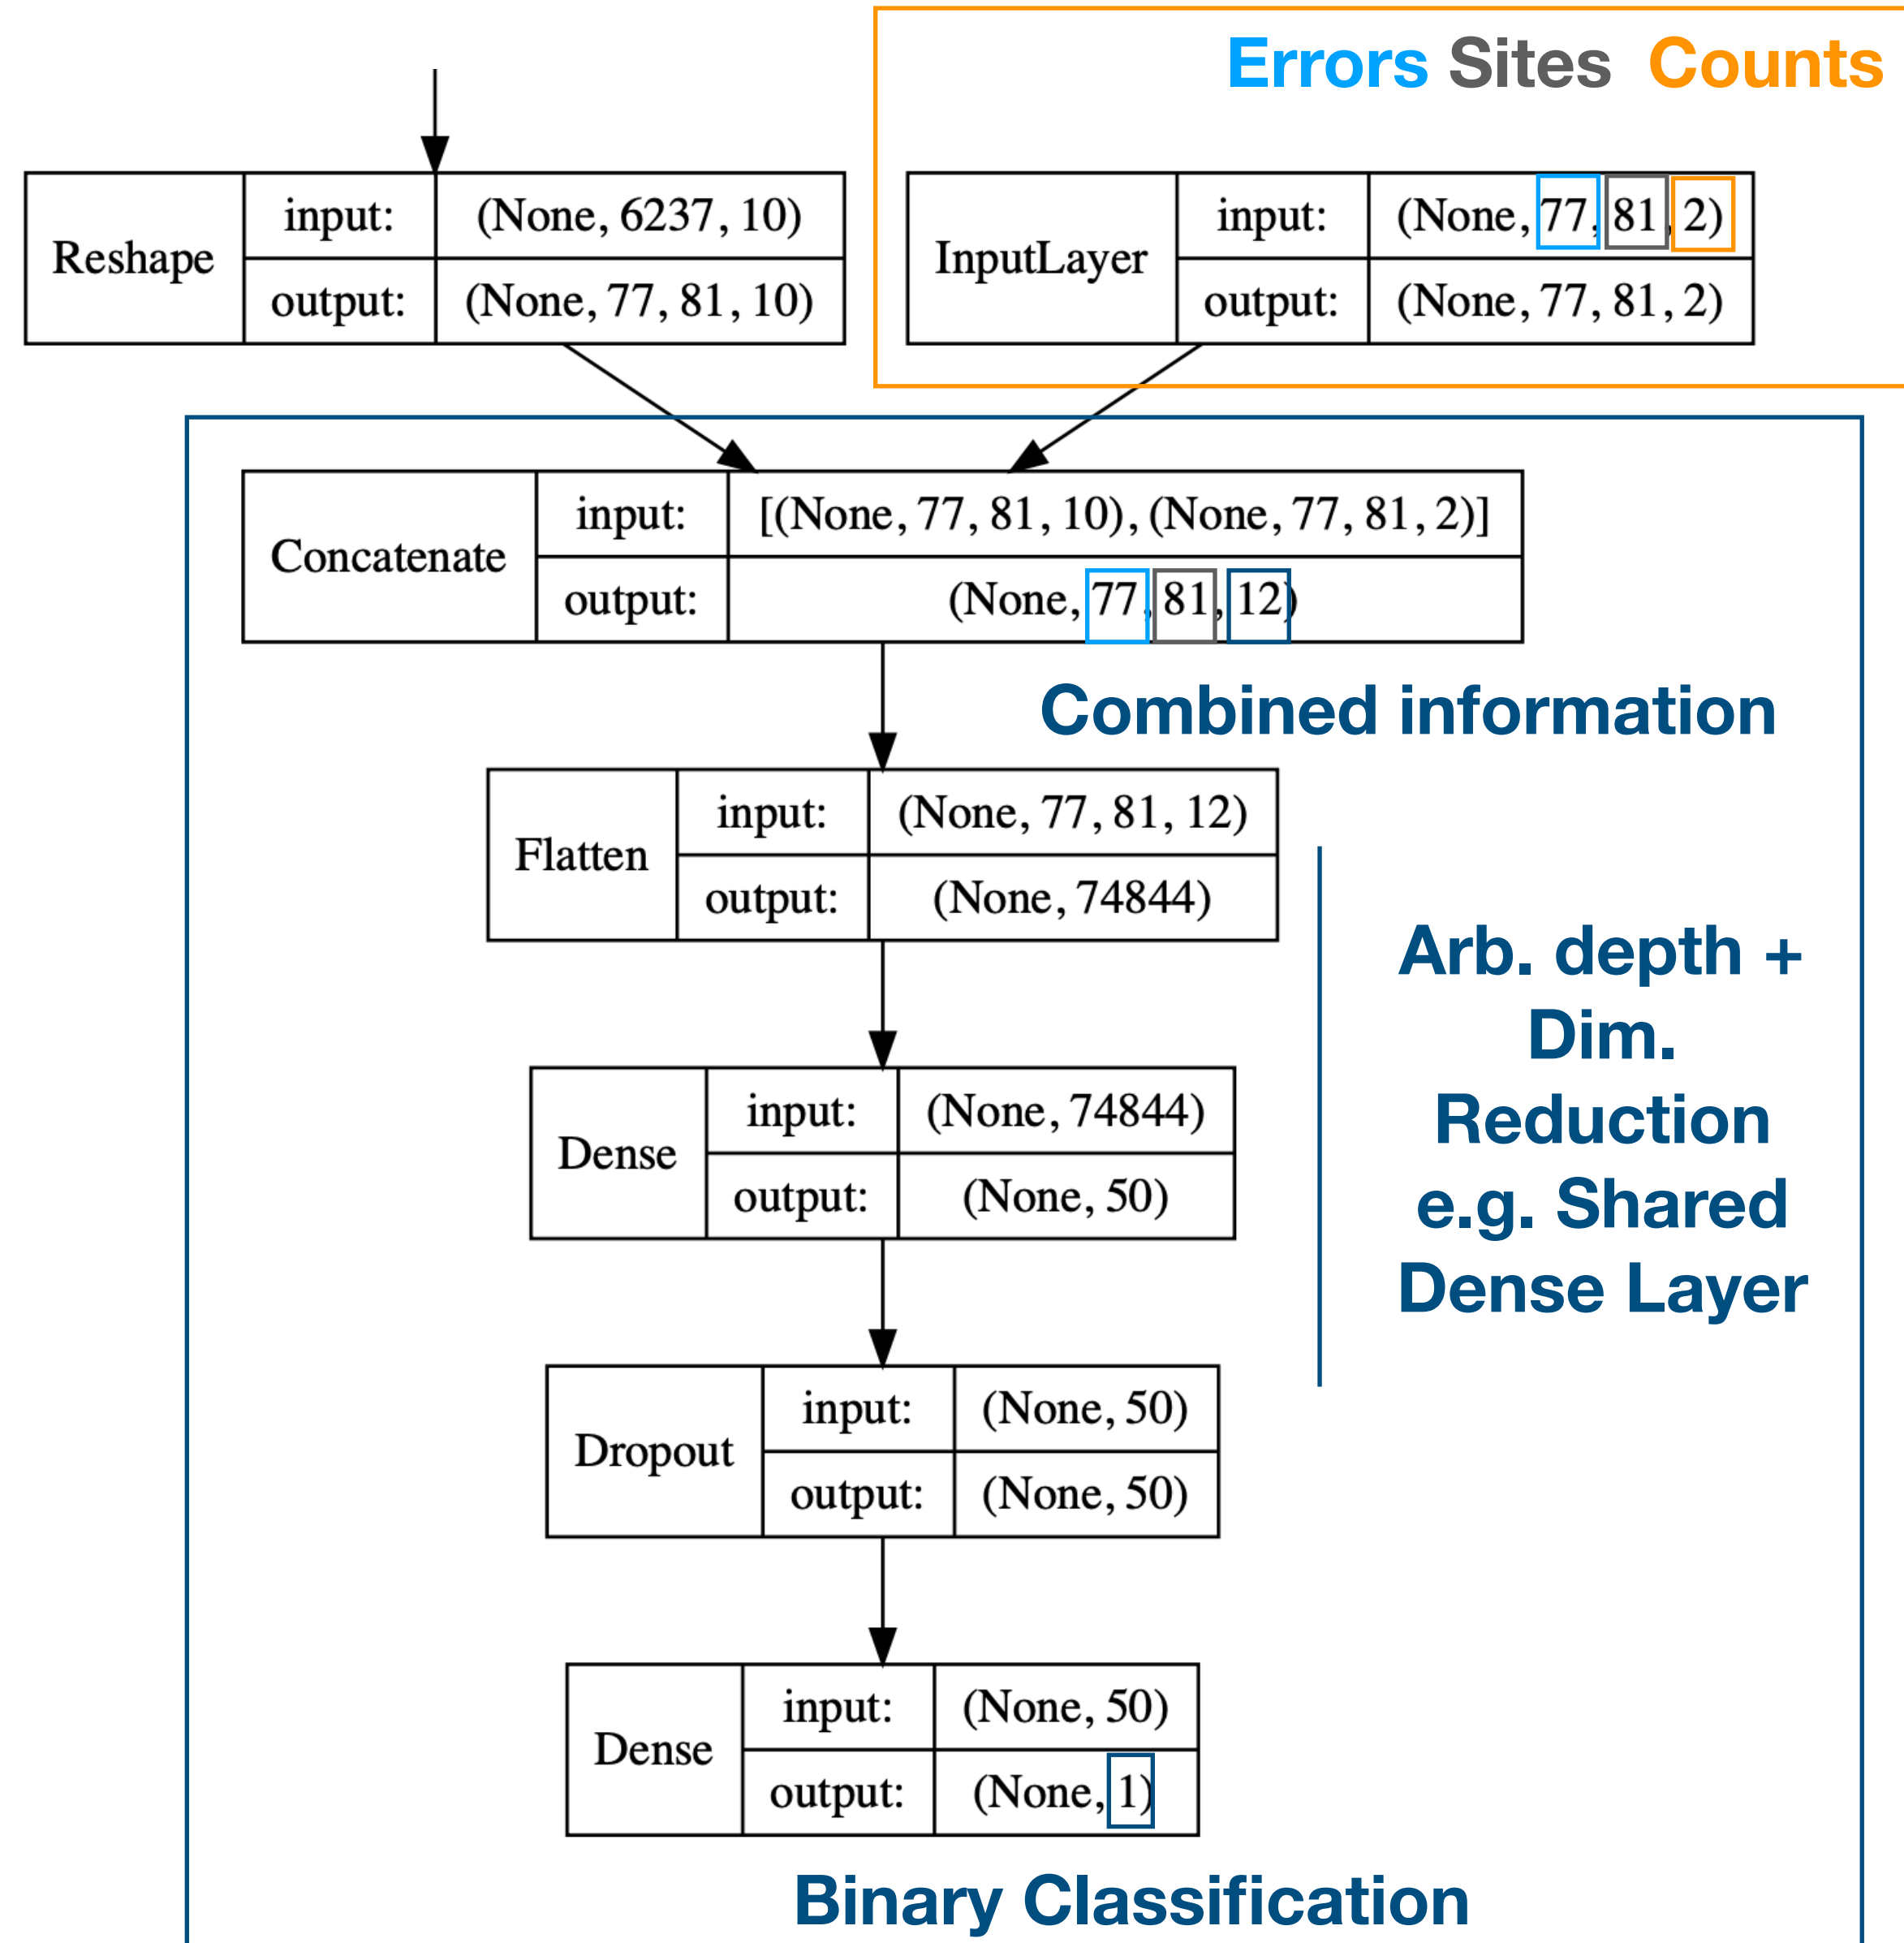 Errors Sites Counts
Reshape
input: (None, 6237, 10)
output: (None, 77, 81, 10)
InputLayer
input: (None, 77, 81, 2)
output: (None, 77, 81, 2)
Concatenate
input: [(None, 77, 81, 10), (None, 77, 81, 2)]
output: (None, 77, 81, 12)
Combined information
Flatten
input: (None, 77, 81, 12)
output: (None, 74844)
Arb. depth +
Dim.
Reduction
e.g. Shared
Dense Layer
Dense
input: (None, 74844)
output: (None, 50)
Dropout
input: (None, 50)
output: (None, 50)
Dense
input: (None, 50)
output: (None, 1)
Binary Classification